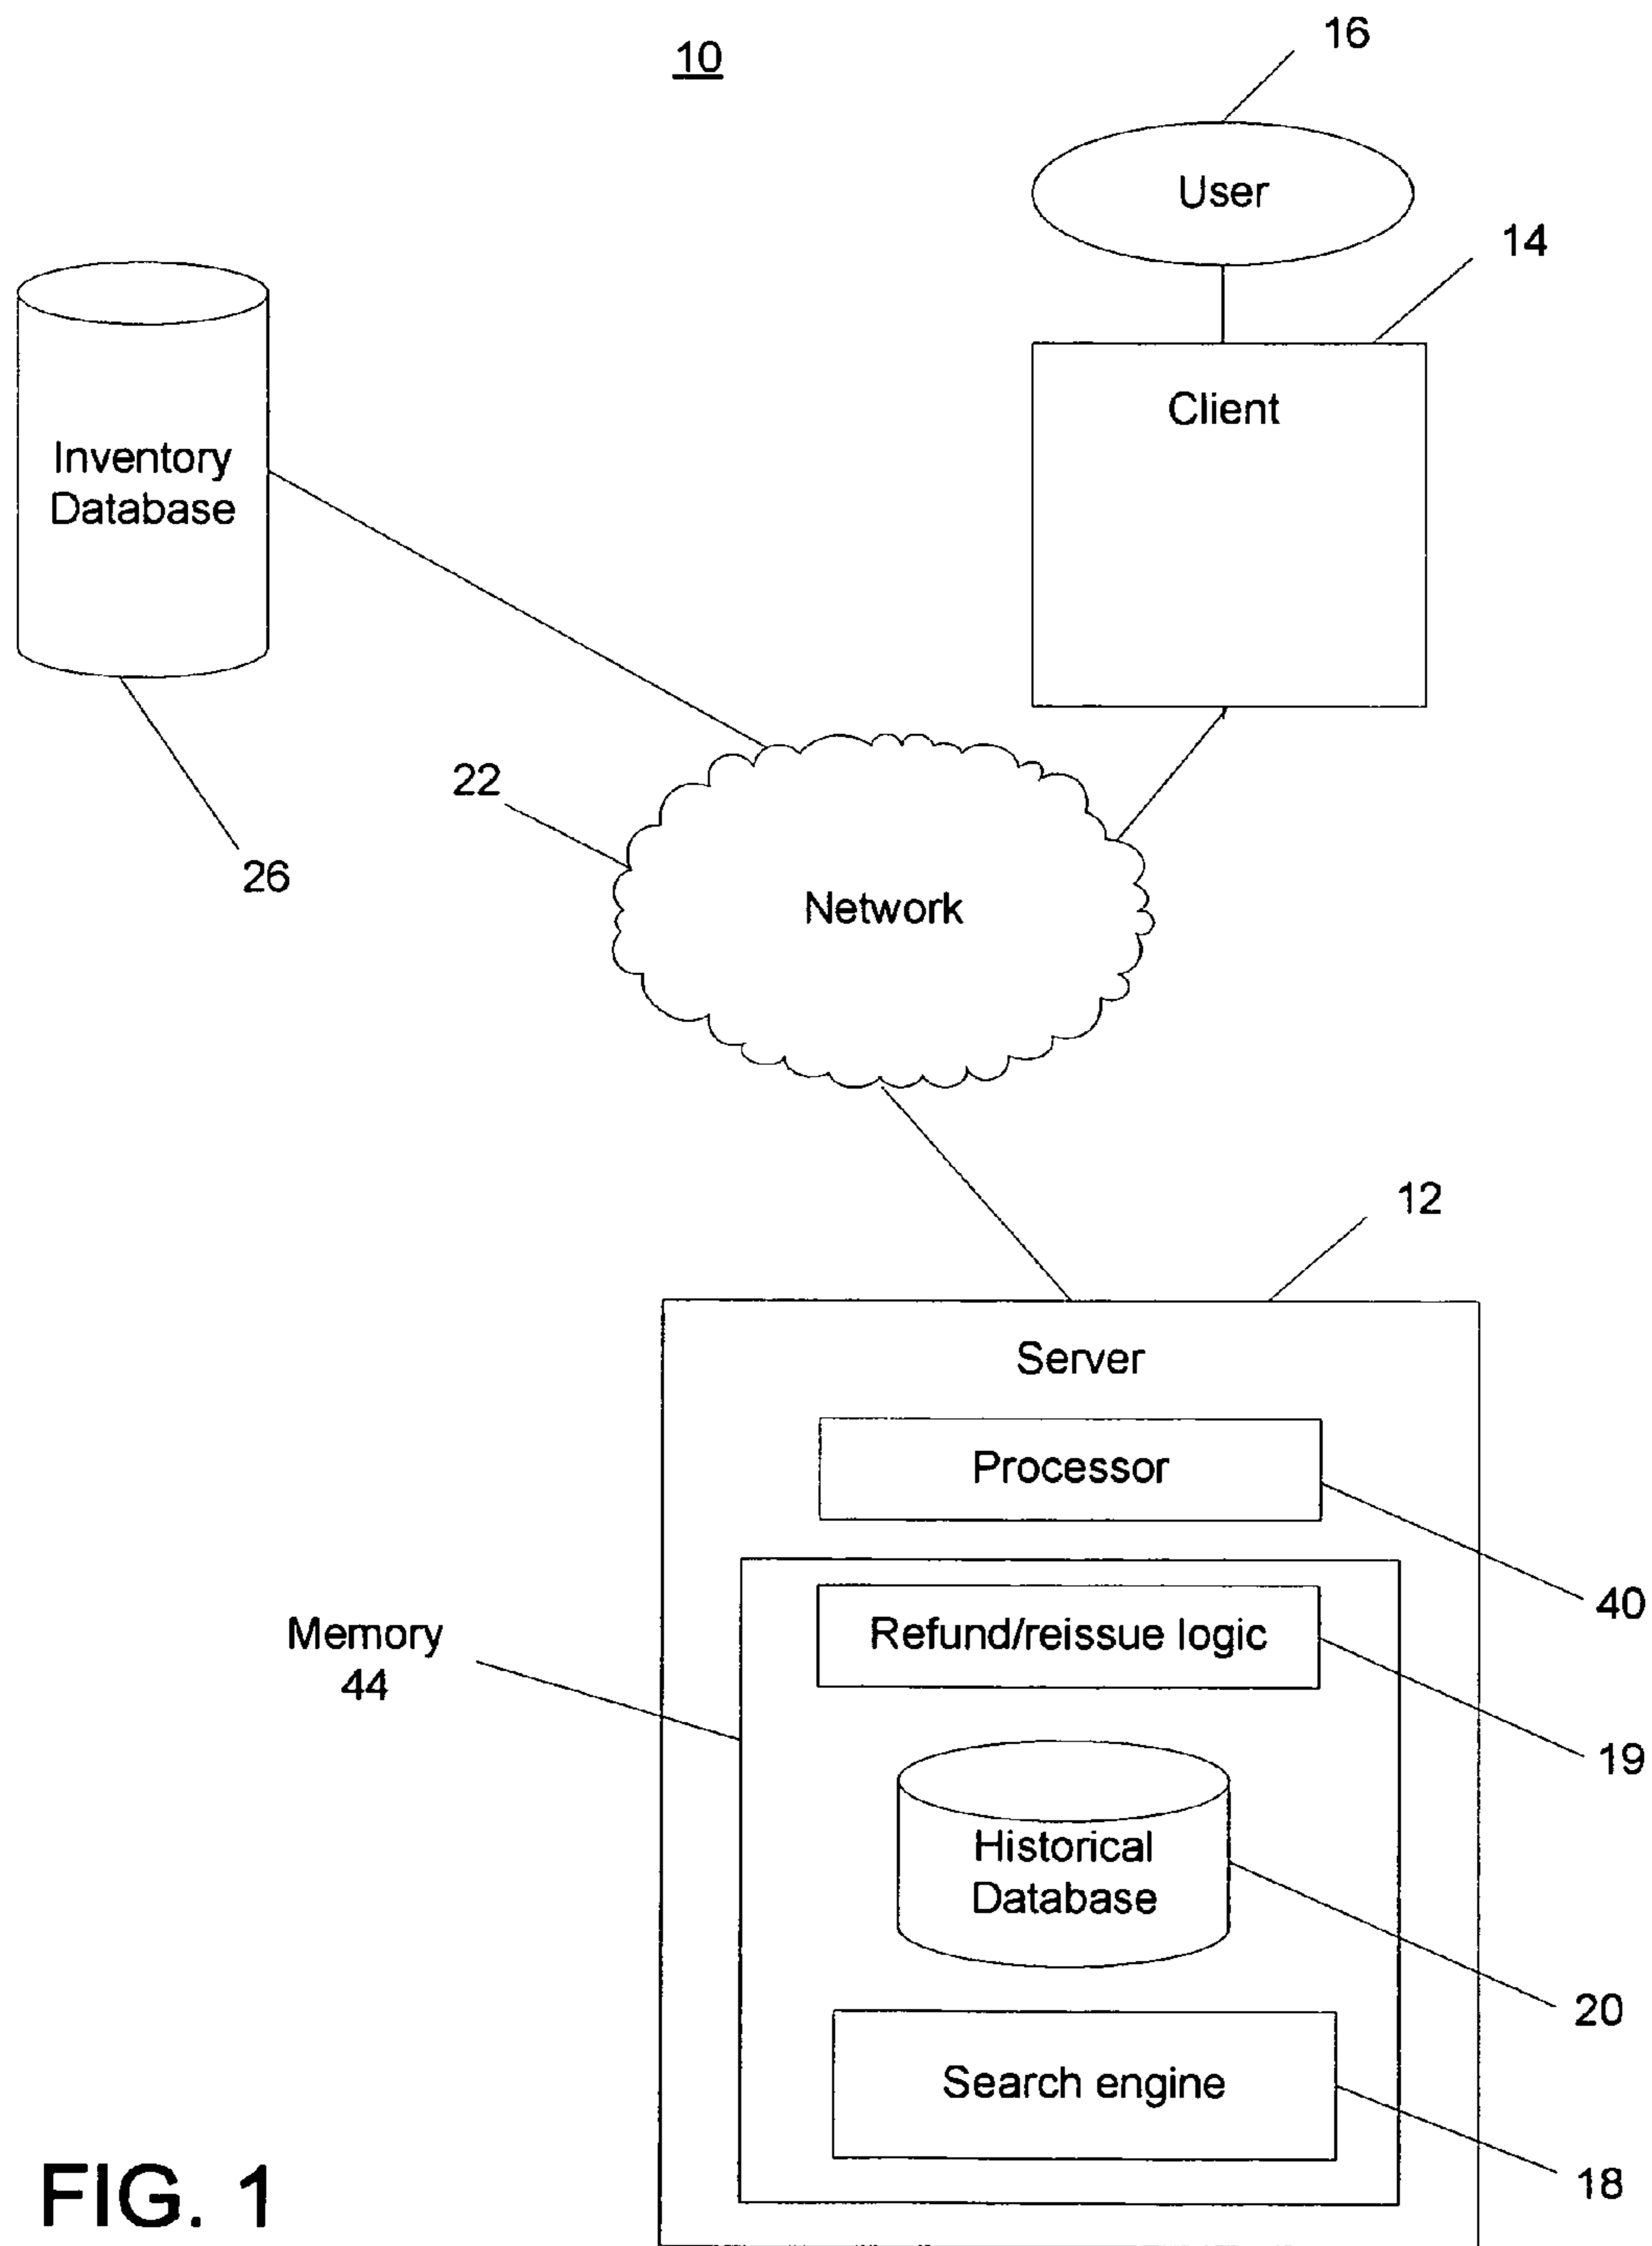 10
16
User
14
Client
Inventory
Database
26
22
Network
12
Server
Processor
40
Memory
44
Refund/reissue logic
19
Historical
Database
20
Search engine
18
FIG. 1